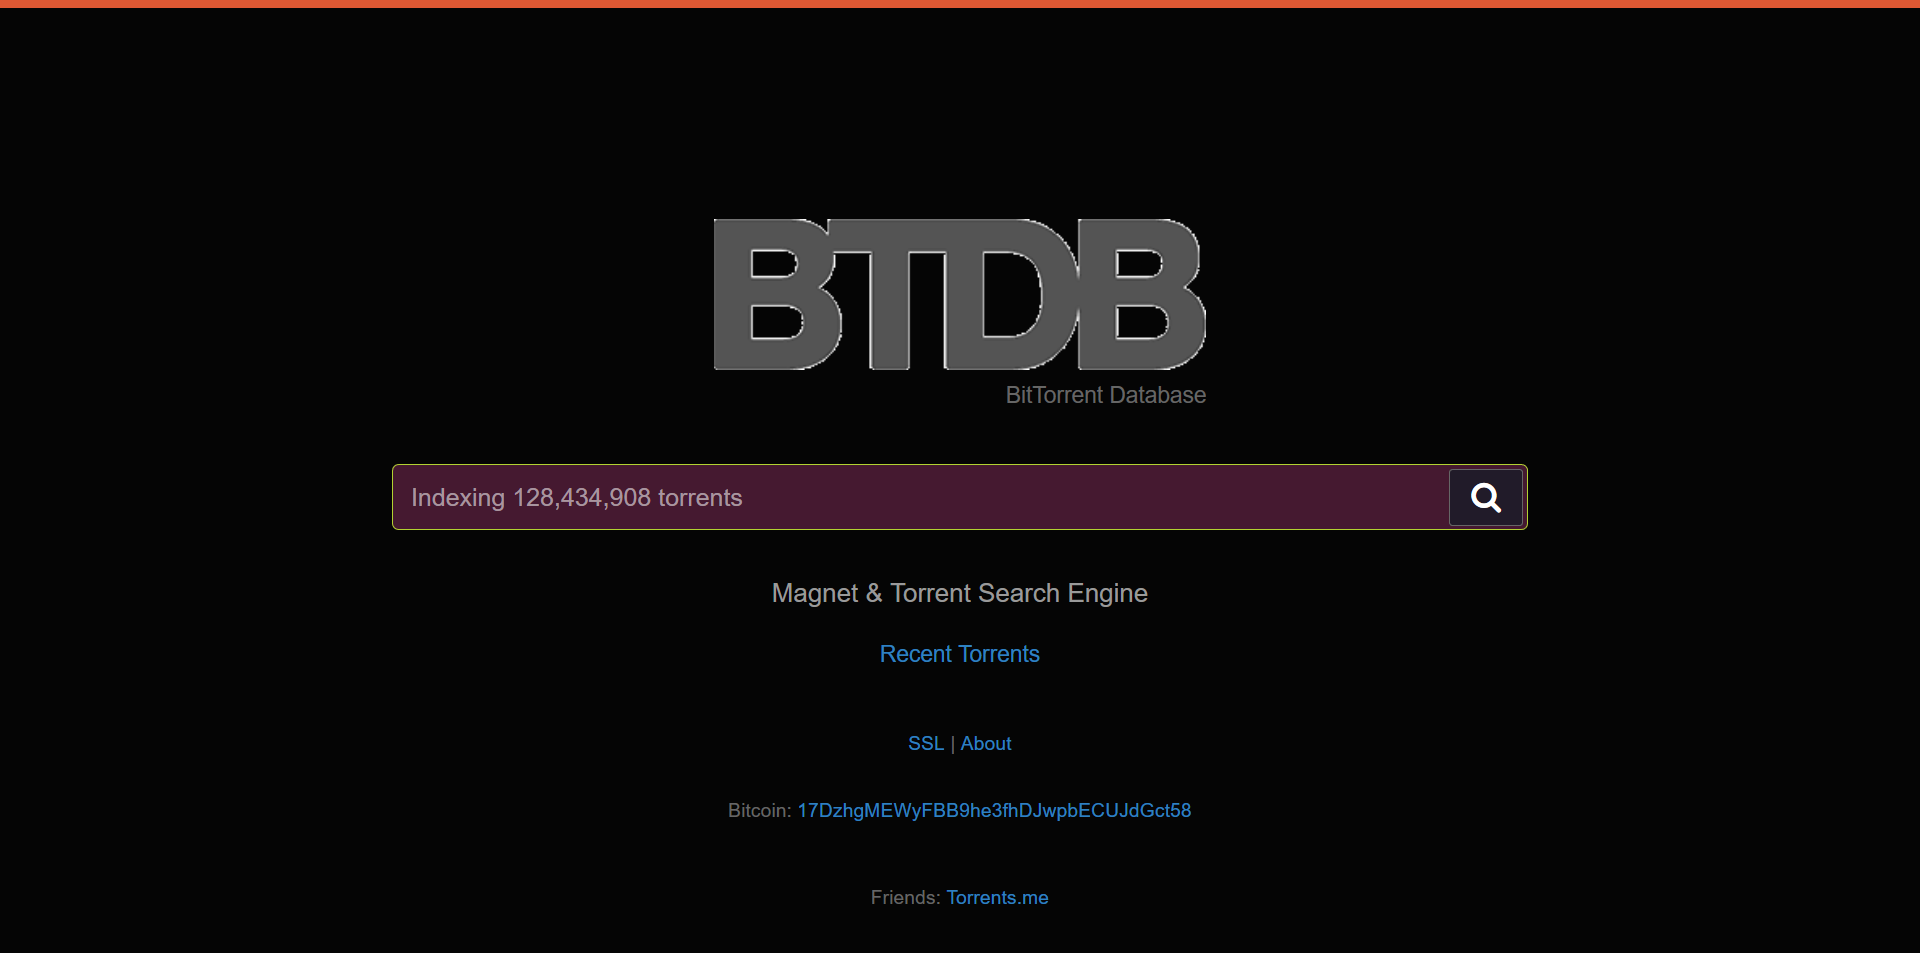 BTDB
BitTorrent Database
Indexing 128,434,908 torrents
Magnet & Torrent Search Engine
Recent Torrents
SSL | About
Bitcoin: 17DzhgMEWyFBB9he3fhDJwpbECUJdGct58
Friends: Torrents.me